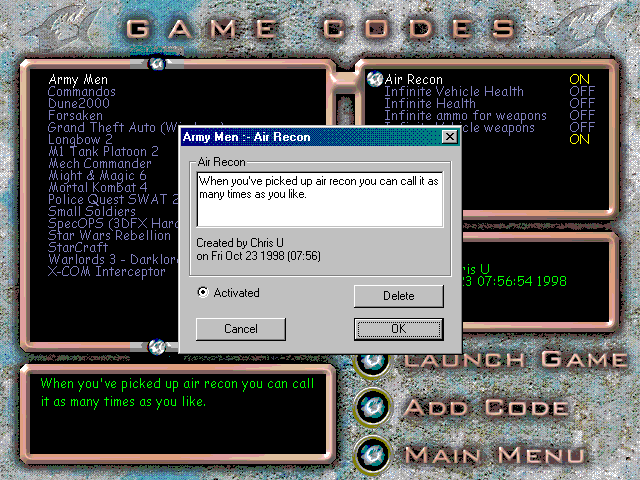 GAME CODES
Army Men
Commandos
Dune2000
Forsaken
Grand Theft Auto (Win
Longbow 2
M1 Tank Platoon 2
Mech Commander
Might & Magic 6
Mortal Kombat 4
Police Quest SWAT 2
Small Soldiers
SpecOPS (3DFX Hard
Star Wars Rebellion
StarCraft
Warlords 3 - Darklord
X-COM Interceptor
Air Recon ON
Infinite Vehicle Health OFF
Infinite Health OFF
Infinite ammo for weapons OFF
Vehicle weapons OFF
ON
Army Men :- Air Recon
Air Recon
When you've picked up air recon you can call it as
many times as you like.
Created by Chris U
on Fri Oct 23 1998 (07:56)
Activated
Delete
Cancel
OK
s U
23 07:56:54 1998
When you've picked up air recon you can call
it as many times as you like.
LAUNCH GAME
ADD CODE
MAIN MENU